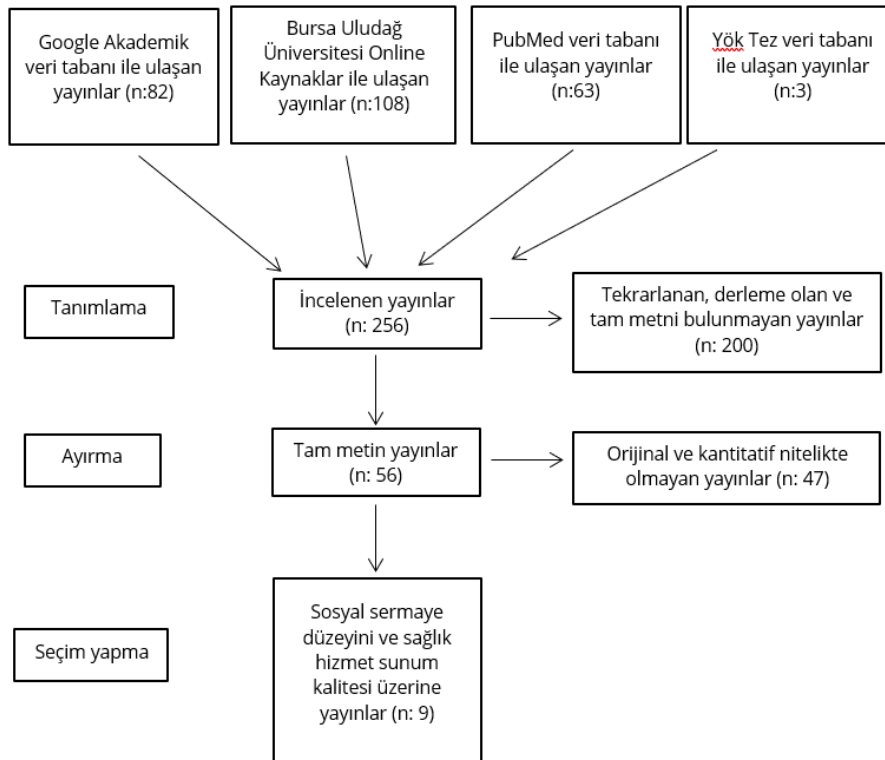 Google Akademik
veri tabanı ile ulaşan
yayınlar (n:82)
Bursa Uludağ
Üniversitesi Online
Kaynaklar ile ulaşan
yayınlar (n:108)
PubMed veri tabanı
ile ulaşan yayınlar
(n:63)
Yök Tez veri tabanı
ile ulaşan yayınlar
(n:3)
Tanımlama
İncelenen yayınlar
(n: 256)
Tekrarlanan, derleme olan ve
tam metni bulunmayan yayınlar
(n: 200)
Ayırma
Tam metin yayınlar
(n: 56)
Orijinal ve kantitatif nitelikte
olmayan yayınlar (n: 47)
Seçim yapma
Sosyal sermaye
düzeyini ve sağlık
hizmet sunum
kalitesi üzerine
yayınlar (n: 9)